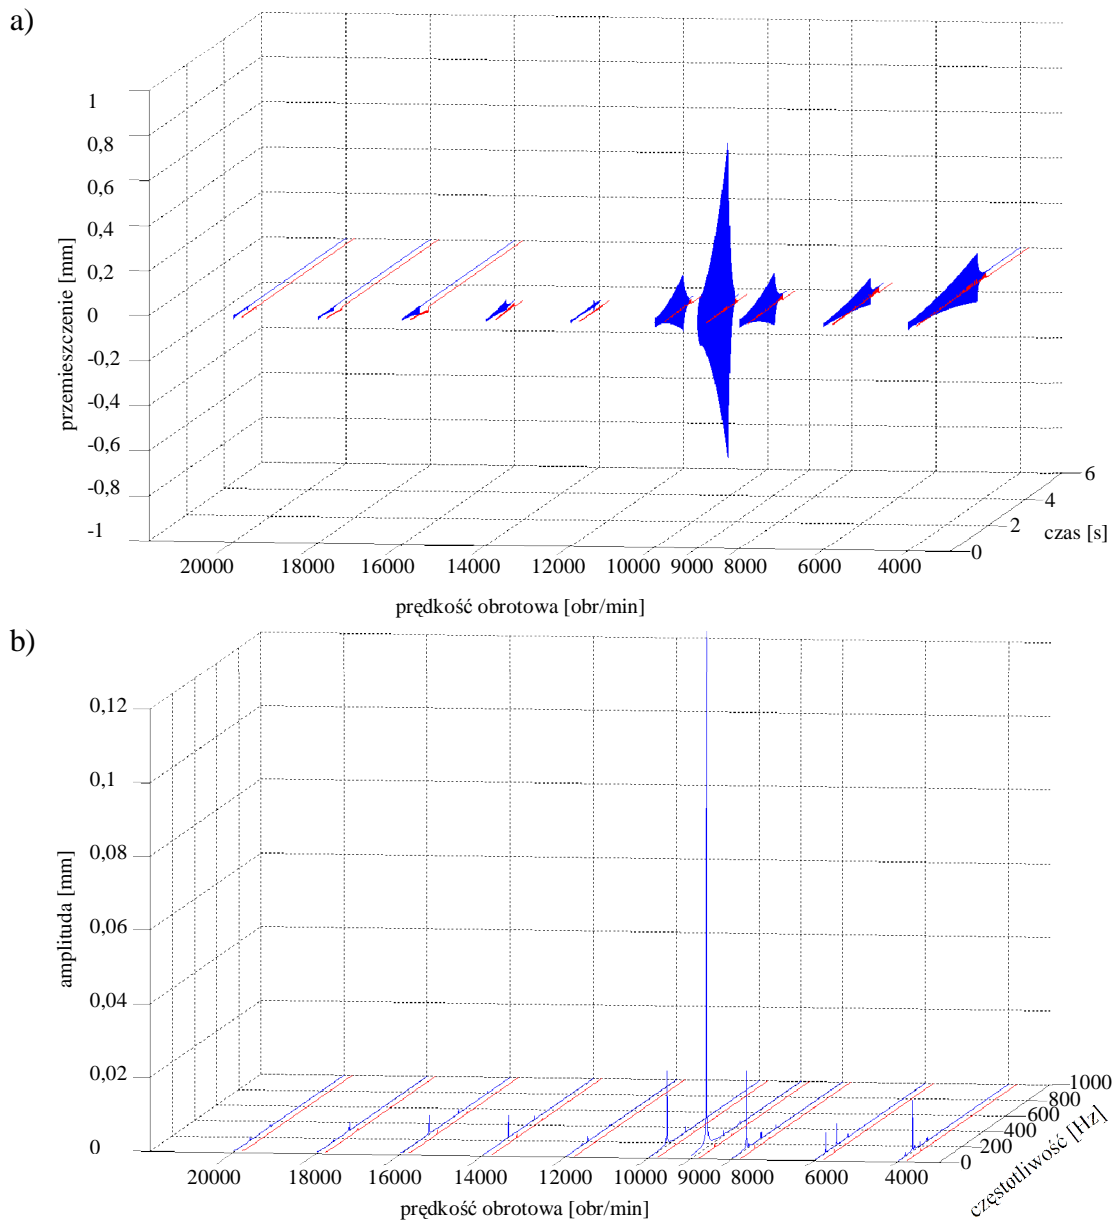 a)
1
0,8
0,6
0,4
0,2
0
-0,2
-0,4
-0,6
-0,8
-1
przemieszczenie [mm]
20000 18000 16000 14000 12000 10000 9000 8000 6000 4000
prędkość obrotowa [obr/min]
0 2 4 6
czas [s]
b)
0,12
0,1
0,08
0,06
0,04
0,02
0
amplituda [mm]
20000 18000 16000 14000 12000 10000 9000 8000 6000 4000
prędkość obrotowa [obr/min]
0 200 400 600 800 1000
częstotliwość [Hz]